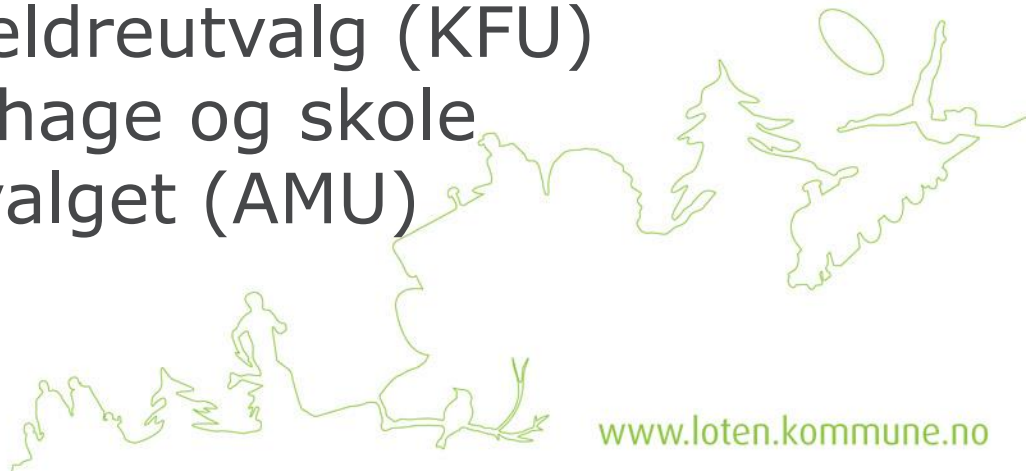 eldreutvalg (KFU)
hage og skole
valget (AMU)
www.loten.kommune.no